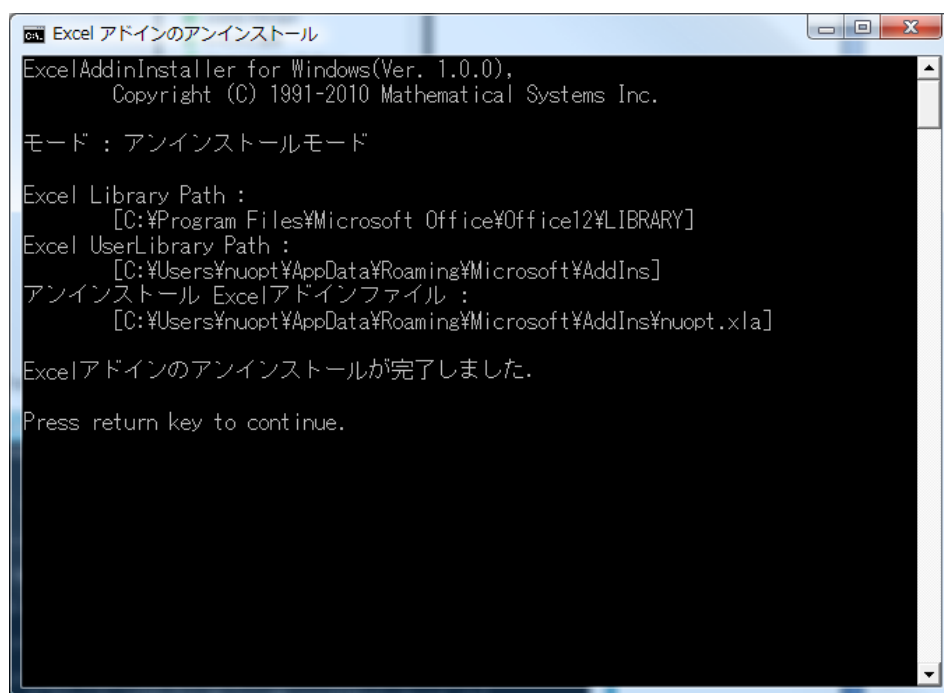 Excel アドインのアンインストール
ExcelAddinInstaller for Windows(Ver. 1.0.0),
Copyright (C) 1991-2010 Mathematical Systems Inc.
モード : アンインストールモード
Excel Library Path :
[C:¥Program Files¥Microsoft Office¥Office12¥LIBRARY]
Excel UserLibrary Path :
[C:¥Users¥nuopt¥AppData¥Roaming¥Microsoft¥AddIns]
アンインストール Excelアドインファイル :
[C:¥Users¥nuopt¥AppData¥Roaming¥Microsoft¥AddIns¥nuopt.xla]
Excelアドインのアンインストールが完了しました.
Press return key to continue.